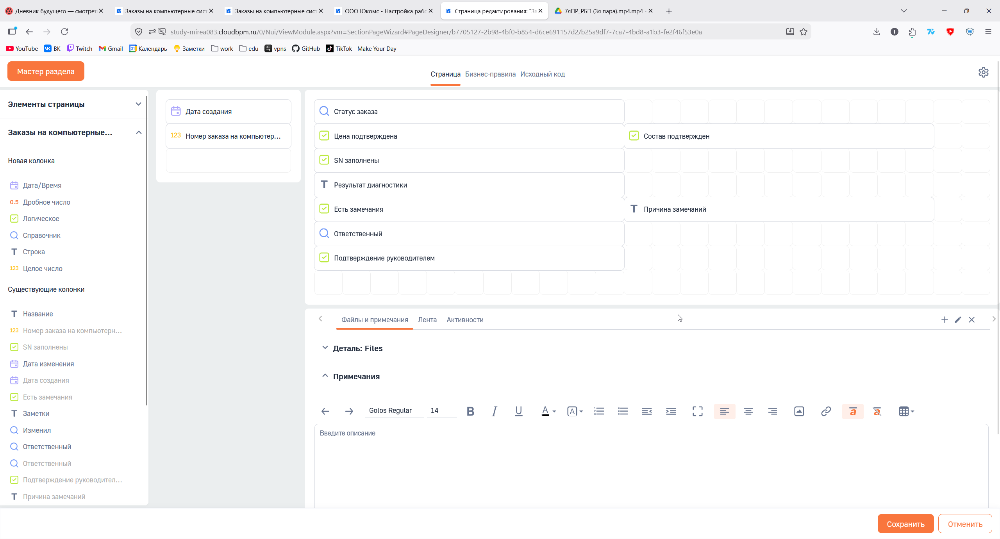 Дневник будущего — смотрет
Заказы на компьютерные сист
Заказы на компьютерные сист
ООО Юкомс - Настройка рабо
Страница редактирования: "За
7яПР_РБП (3я пара).mp4.mp4 -
study-mirea083.cloudbpm.ru/0/Nui/ViewModule.aspx?vm=SectionPageWizard#PageDesigner/b7705127-2b98-4bf0-b854-d6ce691157d2/b25a9df7-7ca7-4bd8-a1b3-fe2f46f53e0a
YouTube
ВК
Twitch
Gmail
31
Календарь
Заметки
work
edu
vpns
GitHub
TikTok - Make Your Day
Мастер раздела
Страница
Бизнес-правила
Исходный код
Элементы страницы
Заказы на компьютерные...
Новая колонка
Дата/Время
0.5 Дробное число
Логическое
Справочник
T Строка
123 Целое число
Существующие колонки
T Название
123 Номер заказа на компьютерн...
SN заполнены
Дата изменения
Дата создания
Есть замечания
T Заметки
Изменил
Ответственный
Ответственный
Подтверждение руководител...
T Причина замечаний
Дата создания
123 Номер заказа на компьютер...
Статус заказа
Цена подтверждена
Состав подтвержден
SN заполнены
T Результат диагностики
Есть замечания
T Причина замечаний
Ответственный
Подтверждение руководителем
Файлы и примечания
Лента
Активности
Деталь: Files
Примечания
Golos Regular
14
B I U A A a a
Введите описание
Сохранить
Отменить